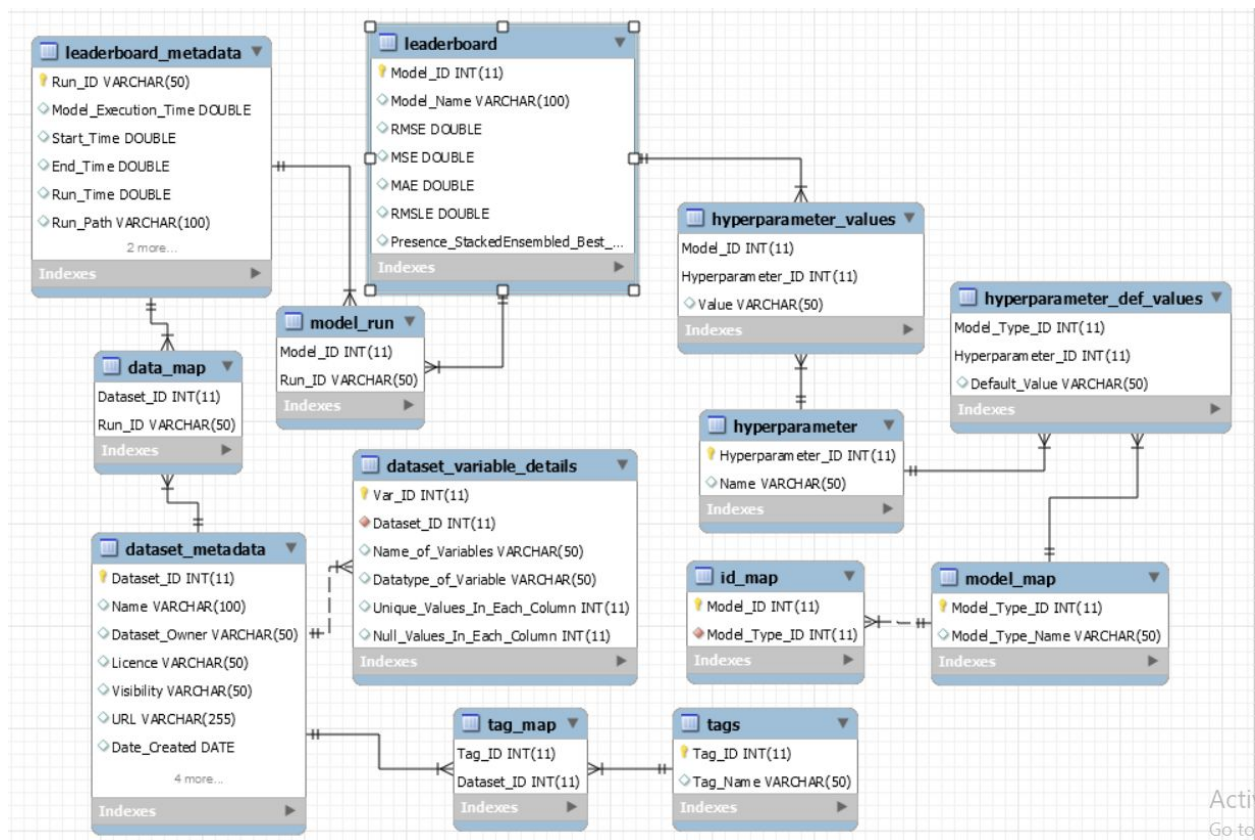 leaderboard_metadata
Run_ID VARCHAR(50)
Model_Execution_Time DOUBLE
Start_Time DOUBLE
End_Time DOUBLE
Run_Time DOUBLE
Run_Path VARCHAR(100)
2 more...
Indexes
leaderboard
Model_ID INT(11)
Model_Name VARCHAR(100)
RMSE DOUBLE
MSE DOUBLE
MAE DOUBLE
RMSLE DOUBLE
Presence_StackedEnsembled_Best_...
Indexes
hyperparameter_values
Model_ID INT(11)
Hyperparameter_ID INT(11)
Value VARCHAR(50)
Indexes
hyperparameter_def_values
Model_Type_ID INT(11)
Hyperparameter_ID INT(11)
Default_Value VARCHAR(50)
Indexes
model_run
Model_ID INT(11)
Run_ID VARCHAR(50)
Indexes
data_map
Dataset_ID INT(11)
Run_ID VARCHAR(50)
Indexes
hyperparameter
Hyperparameter_ID INT(11)
Name VARCHAR(50)
Indexes
dataset_variable_details
Var_ID INT(11)
Dataset_ID INT(11)
Name_of_Variables VARCHAR(50)
Datatype_of_Variable VARCHAR(50)
Unique_Values_In_Each_Column INT(11)
Null_Values_In_Each_Column INT(11)
Indexes
dataset_metadata
Dataset_ID INT(11)
Name VARCHAR(100)
Dataset_Owner VARCHAR(50)
Licence VARCHAR(50)
Visibility VARCHAR(50)
URL VARCHAR(255)
Date_Created DATE
4 more...
Indexes
id_map
Model_ID INT(11)
Model_Type_ID INT(11)
Indexes
model_map
Model_Type_ID INT(11)
Model_Type_Name VARCHAR(50)
Indexes
tag_map
Tag_ID INT(11)
Dataset_ID INT(11)
Indexes
tags
Tag_ID INT(11)
Tag_Name VARCHAR(50)
Indexes
Acti
Go to